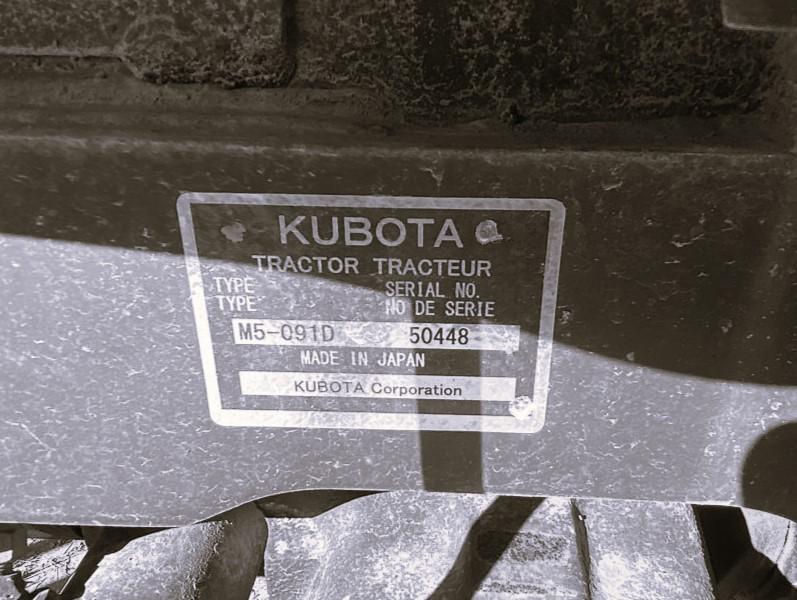 KUBOTA
TRACTOR TRACTEUR
TYPE SERIAL NO.
TYPE NO DE SERIE
M5-091D 50448
MADE IN JAPAN
KUBOTA Corporation